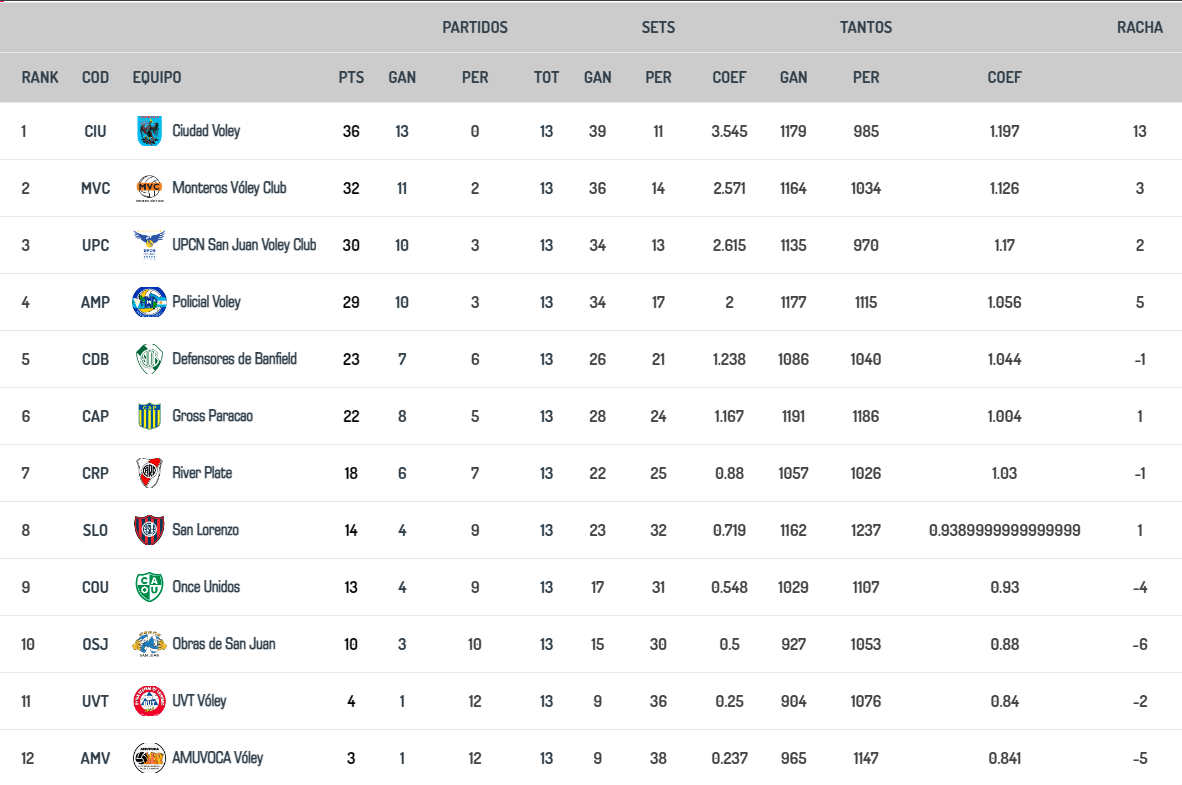 PARTIDOS SETS TANTOS RACHA
RANK COD EQUIPO PTS GAN PER TOT GAN PER COEF GAN PER COEF
1 CIU Ciudad Voley 36 13 0 13 39 11 3.545 1179 985 1.197 13
2 MVC MVC Monteros Vóley Club 32 11 2 13 36 14 2.571 1164 1034 1.126 3
3 UPC UPCN San Juan Voley Club 30 10 3 13 34 13 2.615 1135 970 1.17 2
4 AMP Policial Voley 29 10 3 13 34 17 2 1177 1115 1.056 5
5 CDB Defensores de Banfield 23 7 6 13 26 21 1.238 1086 1040 1.044 -1
6 CAP CAP Gross Paracao 22 8 5 13 28 24 1.167 1191 1186 1.004 1
7 CRP River Plate 18 6 7 13 22 25 0.88 1057 1026 1.03 -1
8 SLO San Lorenzo 14 4 9 13 23 32 0.719 1162 1237 0.9389999999999999 1
9 COU CAOU Once Unidos 13 4 9 13 17 31 0.548 1029 1107 0.93 -4
10 OSJ Obras de San Juan 10 3 10 13 15 30 0.5 927 1053 0.88 -6
11 UVT UVT Vóley 4 1 12 13 9 36 0.25 904 1076 0.84 -2
12 AMV AMUVOCA Vóley 3 1 12 13 9 38 0.237 965 1147 0.841 -5